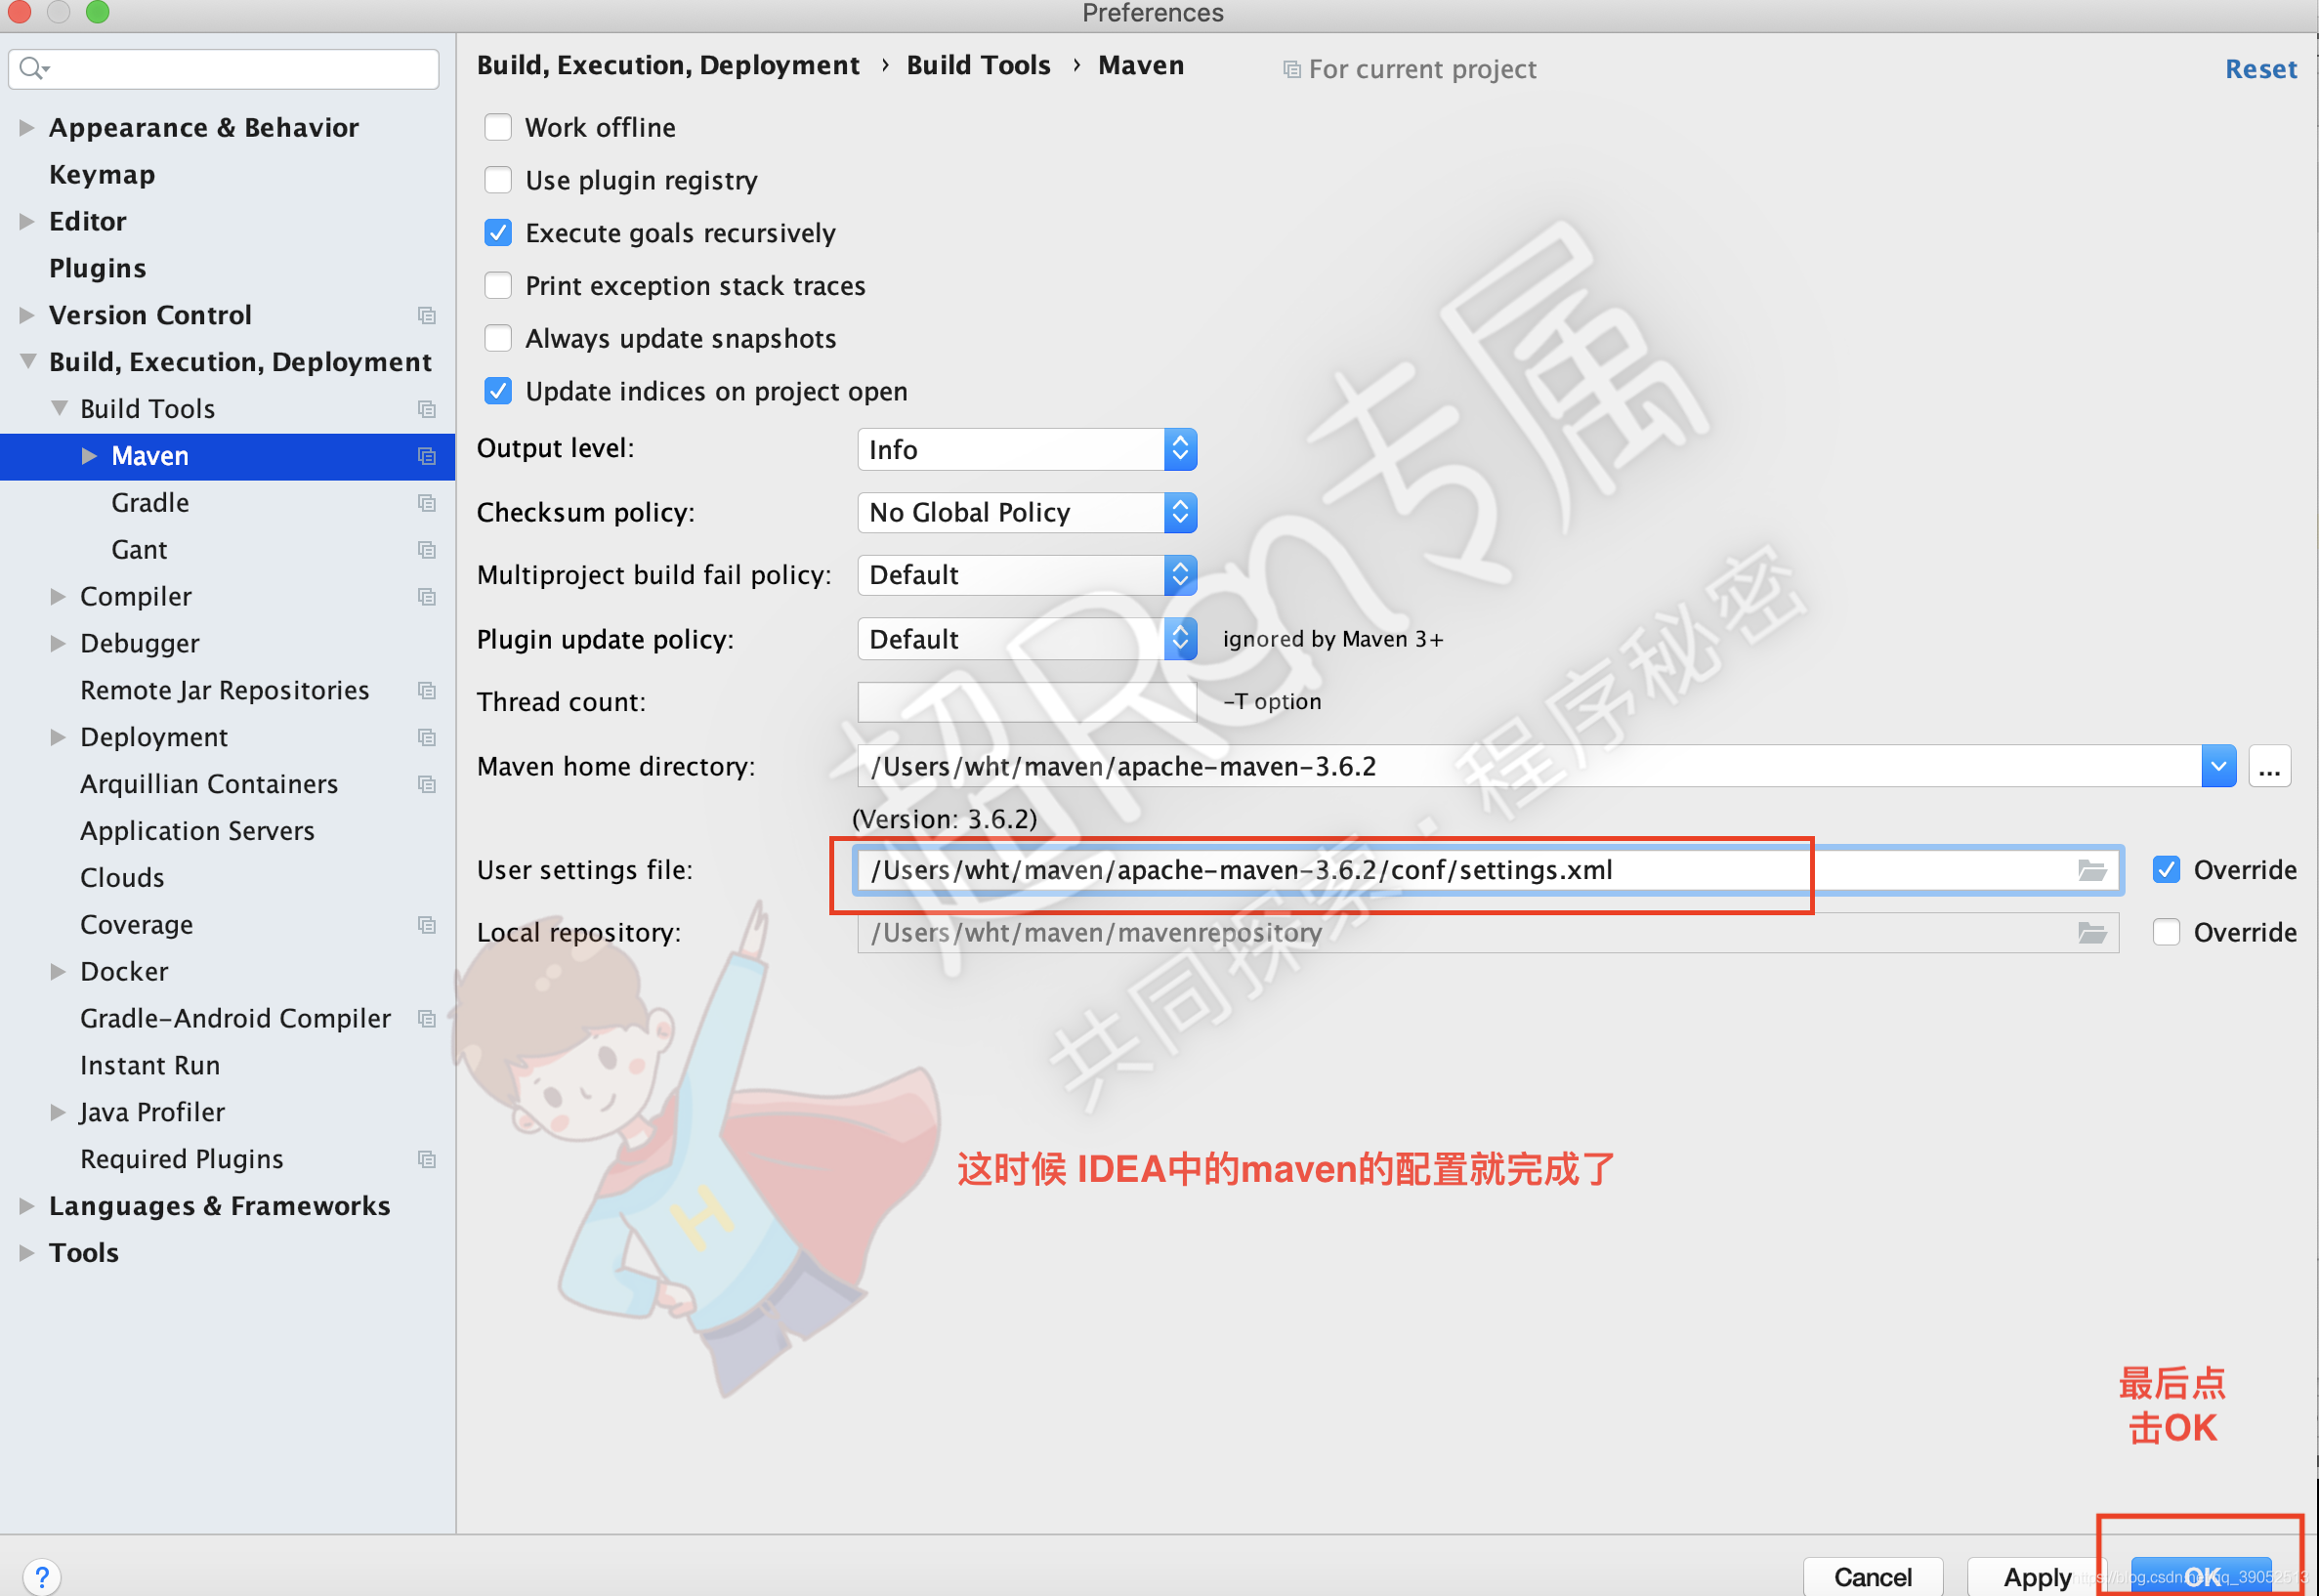 Preferences
Build, Execution, Deployment › Build Tools › Maven
For current project
Reset
Appearance & Behavior
Keymap
Editor
Plugins
Version Control
Build, Execution, Deployment
Build Tools
Maven
Gradle
Gant
Compiler
Debugger
Remote Jar Repositories
Deployment
Arquillian Containers
Application Servers
Clouds
Coverage
Docker
Gradle-Android Compiler
Instant Run
Java Profiler
Required Plugins
Languages & Frameworks
Tools
Work offline
Use plugin registry
Execute goals recursively
Print exception stack traces
Always update snapshots
Update indices on project open
Output level: Info
Checksum policy: No Global Policy
Multiproject build fail policy: Default
Plugin update policy: Default ignored by Maven 3+
Thread count: -T option
Maven home directory: /Users/wht/maven/apache-maven-3.6.2 ...
(Version: 3.6.2)
User settings file: /Users/wht/maven/apache-maven-3.6.2/conf/settings.xml Override
Local repository: /Users/wht/maven/mavenrepository Override
超Ran专属
共同探索·程序秘密
H
这时候 IDEA中的maven的配置就完成了
最后点
击OK
?
Cancel
Apply
OK